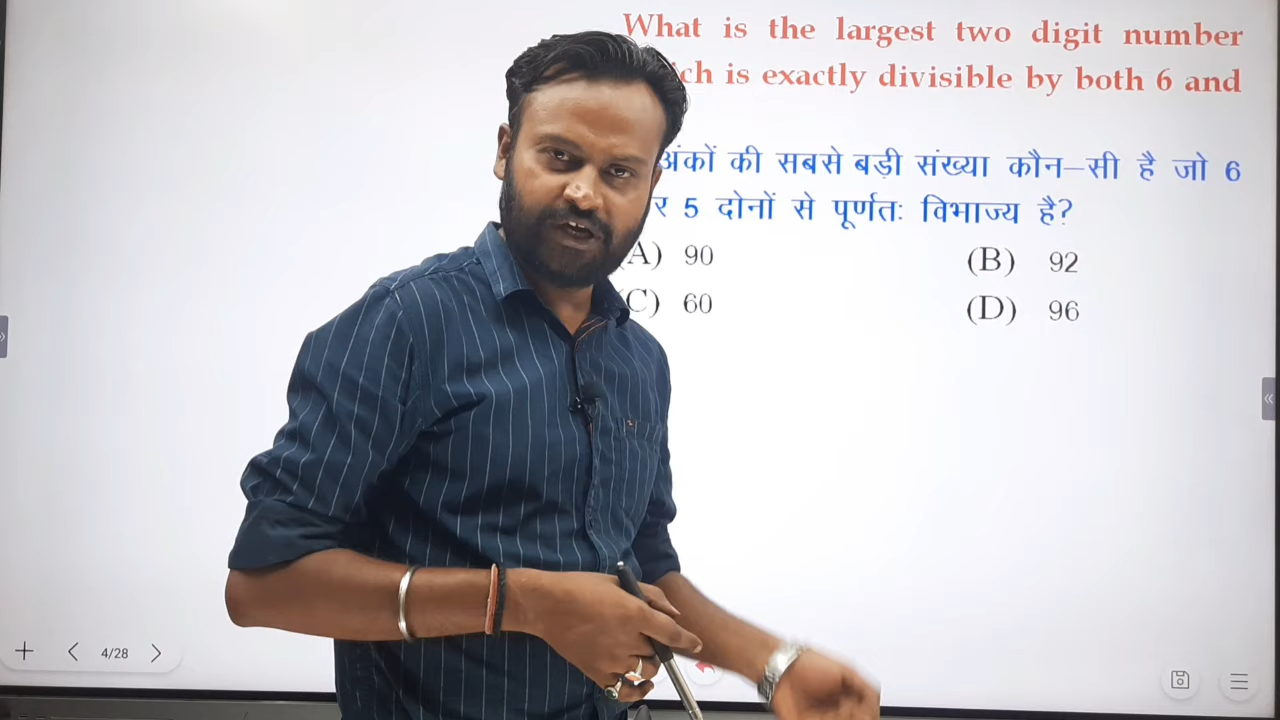 What is the largest two digit number
is exactly divisible by both 6 and
अंकों की सबसे बड़ी संख्या कौन–सी है जो 6
5 दोनों से पूर्णतः विभाज्य है?
(A) 90 (B) 92
(C) 60 (D) 96
4/28